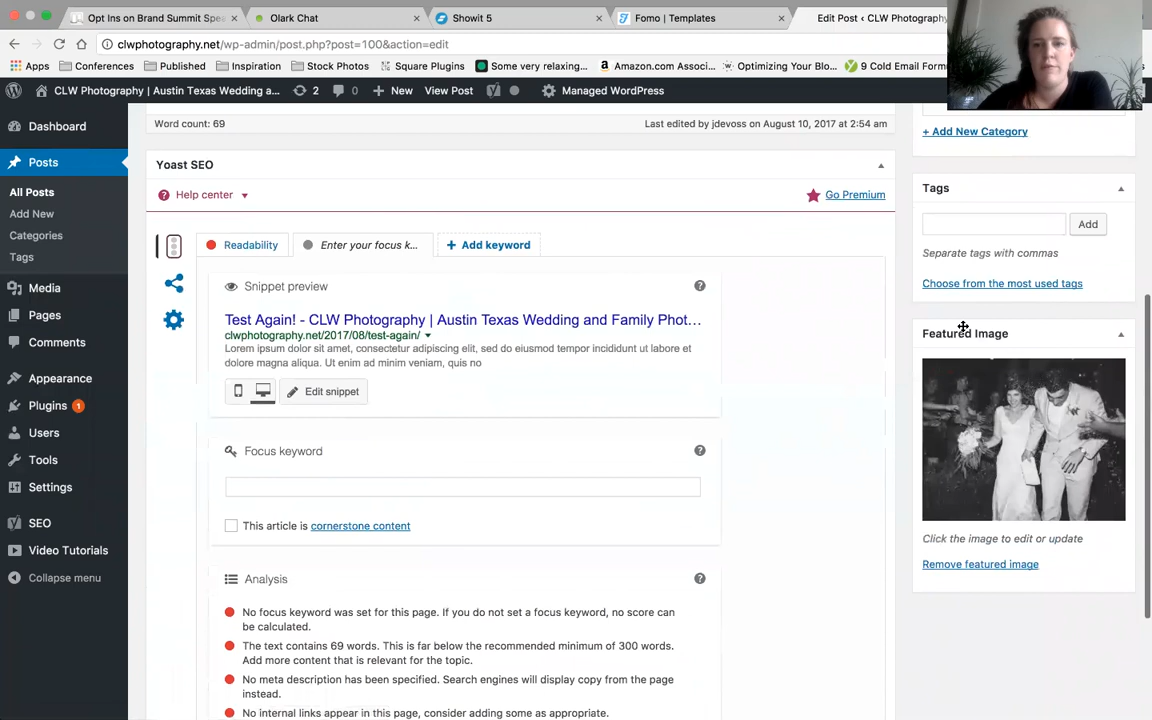 Opt Ins on Brand Summit Spe
Olark Chat
Showit 5
Fomo | Templates
Edit Post ‹ CLW Photography
clwphotography.net/wp-admin/post.php?post=100&action=edit
Apps
Conferences
Published
Inspiration
Stock Photos
Square Plugins
Some very relaxing...
Amazon.com Associ...
Optimizing Your Blo...
9 Cold Email Form
CLW Photography | Austin Texas Wedding a...
2
0
New
View Post
Managed WordPress
Dashboard
Posts
All Posts
Add New
Categories
Tags
Media
Pages
Comments
Appearance
Plugins 1
Users
Tools
Settings
SEO
Video Tutorials
Collapse menu
Word count: 69
Last edited by jdevoss on August 10, 2017 at 2:54 am
Yoast SEO
Help center
Go Premium
Readability
Enter your focus k...
+ Add keyword
Snippet preview
Test Again! - CLW Photography | Austin Texas Wedding and Family Phot...
clwphotography.net/2017/08/test-again/
Lorem ipsum dolor sit amet, consectetur adipiscing elit, sed do eiusmod tempor incididunt ut labore et
dolore magna aliqua. Ut enim ad minim veniam, quis no
Edit snippet
Focus keyword
This article is cornerstone content
Analysis
No focus keyword was set for this page. If you do not set a focus keyword, no score can
be calculated.
The text contains 69 words. This is far below the recommended minimum of 300 words.
Add more content that is relevant for the topic.
No meta description has been specified. Search engines will display copy from the page
instead.
No internal links appear in this page, consider adding some as appropriate.
+ Add New Category
Tags
Add
Separate tags with commas
Choose from the most used tags
Featured Image
Click the image to edit or update
Remove featured image